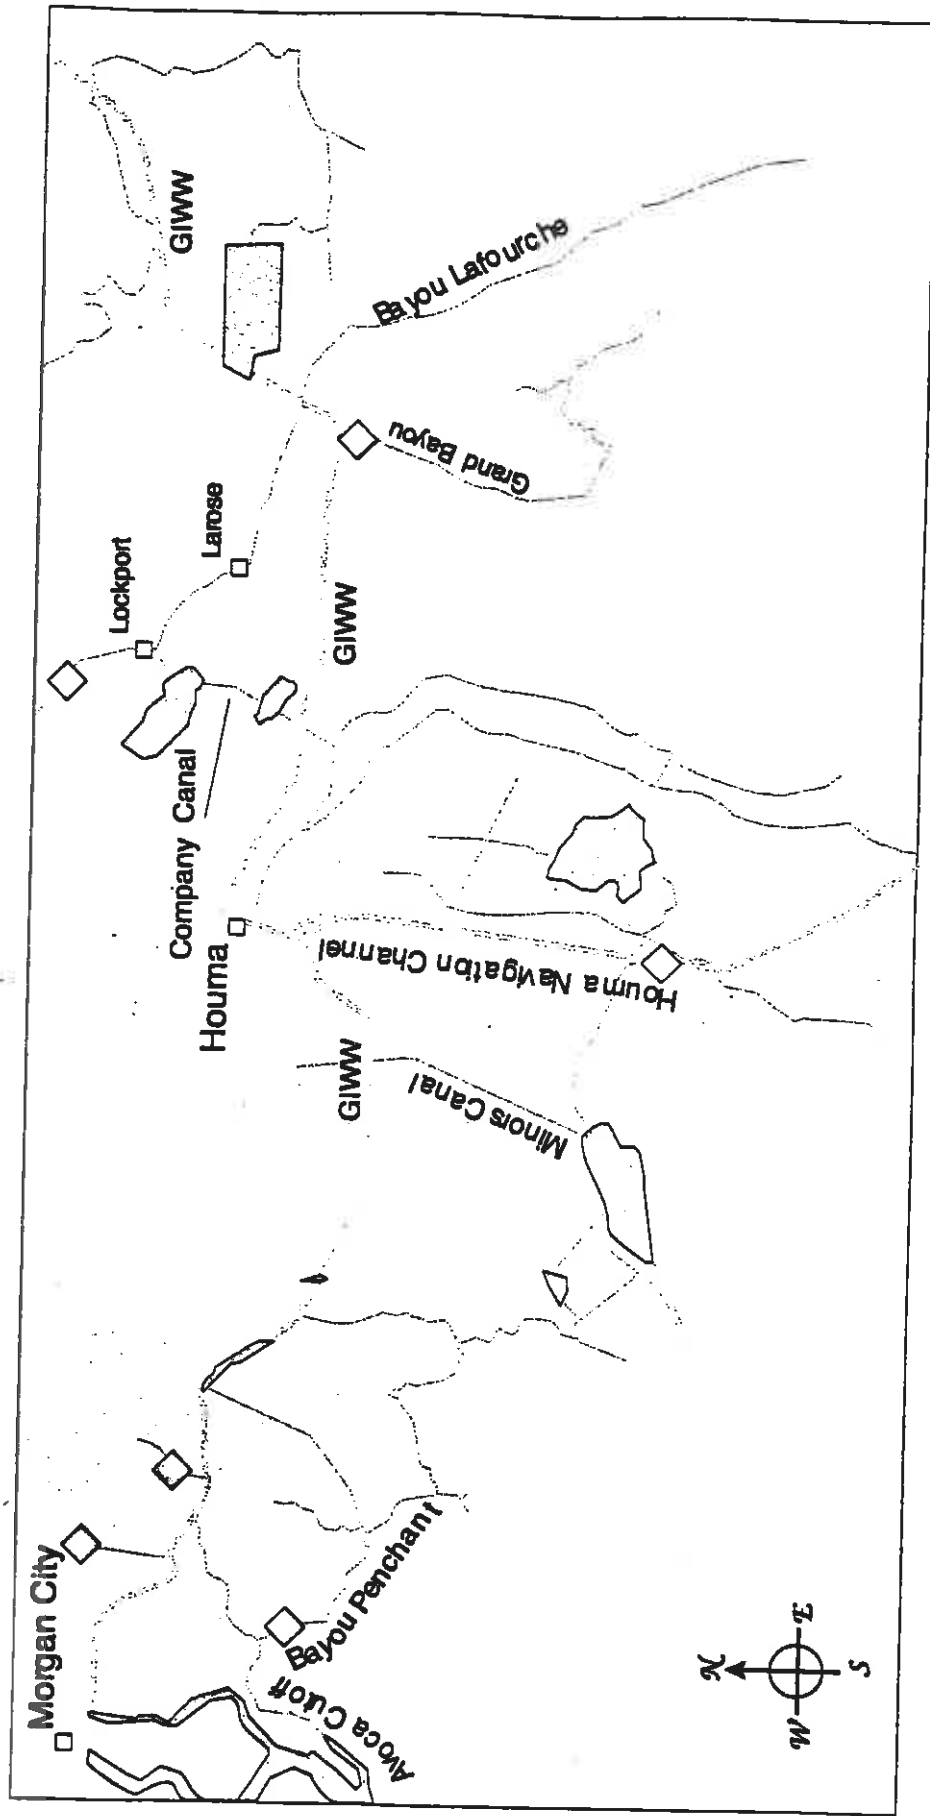 Morgan City
Avoca Cutoff
Bayou Penchant
GIWW
Minors Canal
Houma
Houma Navigation Channel
Company Canal
Lockport
Larose
GIWW
Grand Bayou
Bayou Lafourche
GIWW
N
W
E
S